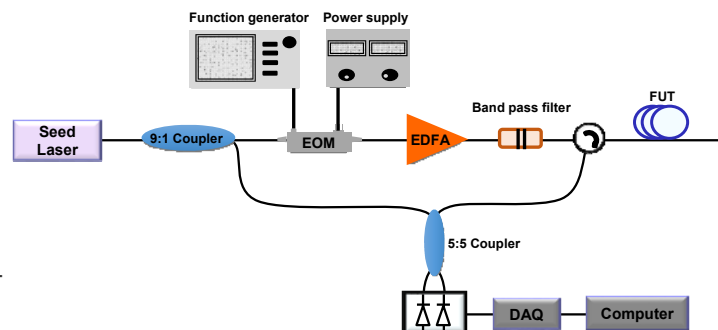 Function generator
Power supply
Band pass filter
FUT
Seed
Laser
9:1 Coupler
EOM
EDFA
5:5 Coupler
DAQ
Computer